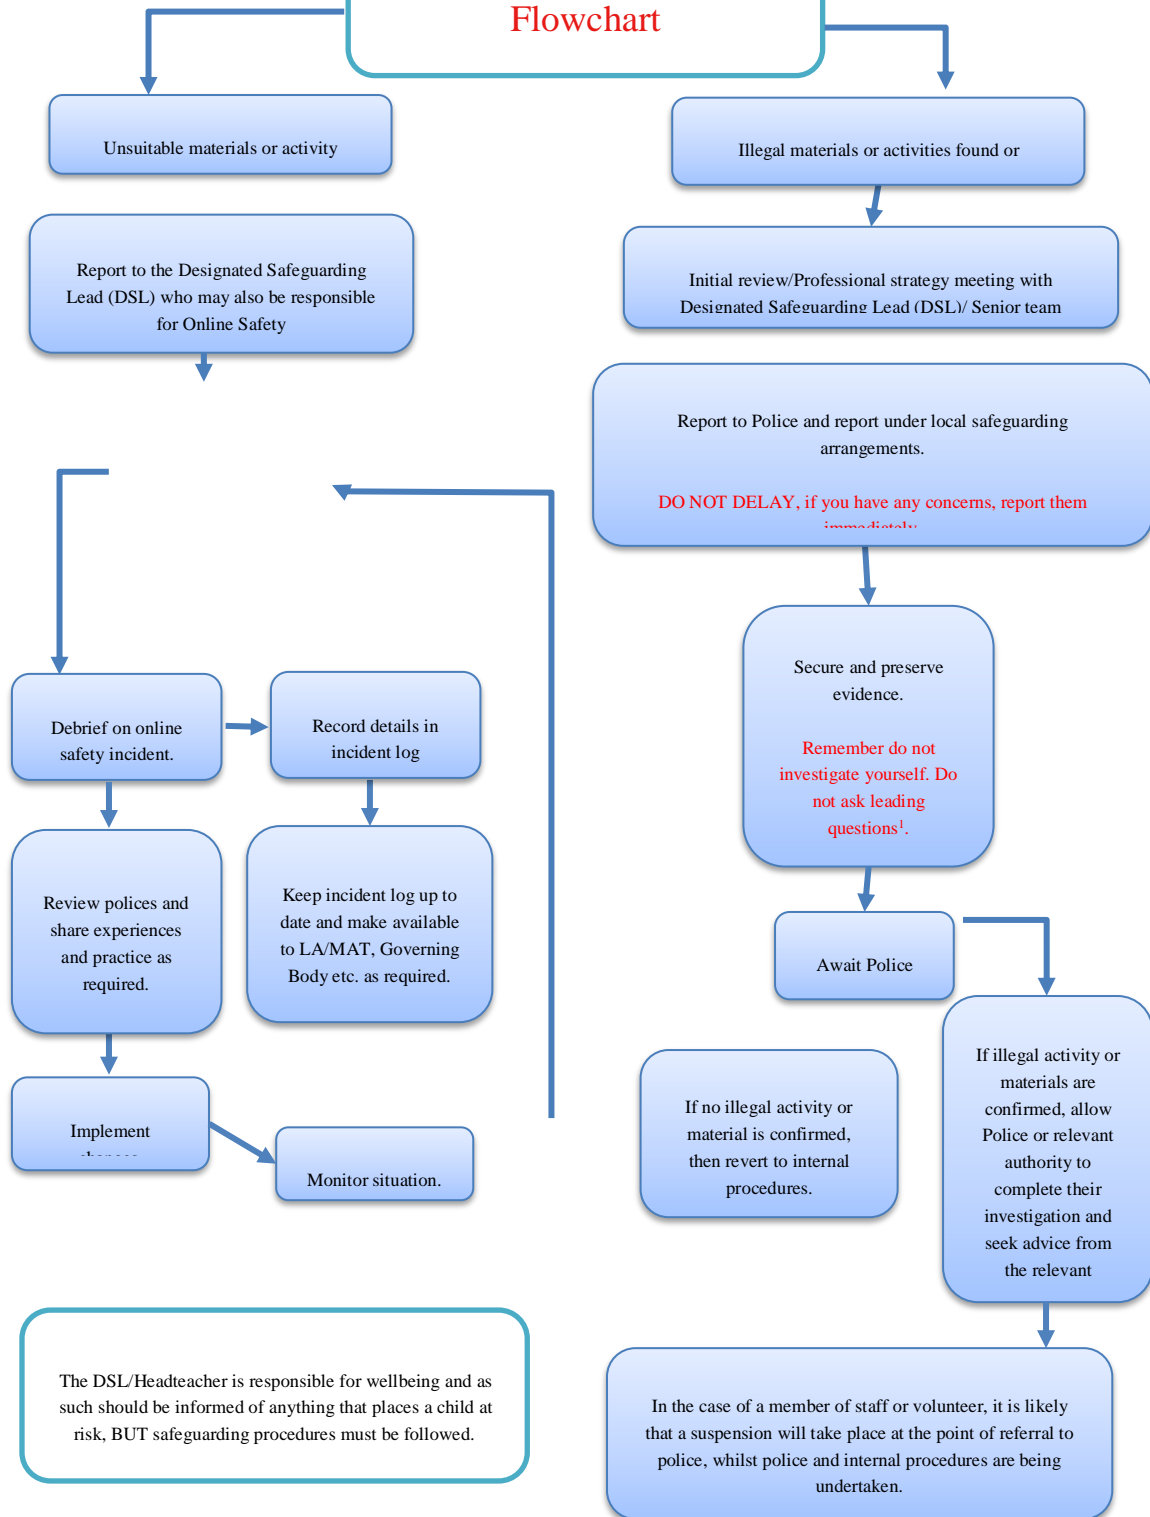 Flowchart
Unsuitable materials or activity
Illegal materials or activities found or
Report to the Designated Safeguarding
Lead (DSL) who may also be responsible
for Online Safety
Initial review/Professional strategy meeting with
Designated Safeguarding Lead (DSL)/ Senior team
Report to Police and report under local safeguarding
arrangements.
DO NOT DELAY, if you have any concerns, report them
immediately
Secure and preserve
evidence.
Remember do not
investigate yourself. Do
not ask leading
questions¹.
Debrief on online
safety incident.
Record details in
incident log
Review polices and
share experiences
and practice as
required.
Keep incident log up to
date and make available
to LA/MAT, Governing
Body etc. as required.
Await Police
If illegal activity or
materials are
confirmed, allow
Police or relevant
authority to
complete their
investigation and
seek advice from
the relevant
If no illegal activity or
material is confirmed,
then revert to internal
procedures.
Implement
changes
Monitor situation.
The DSL/Headteacher is responsible for wellbeing and as
such should be informed of anything that places a child at
risk, BUT safeguarding procedures must be followed.
In the case of a member of staff or volunteer, it is likely
that a suspension will take place at the point of referral to
police, whilst police and internal procedures are being
undertaken.